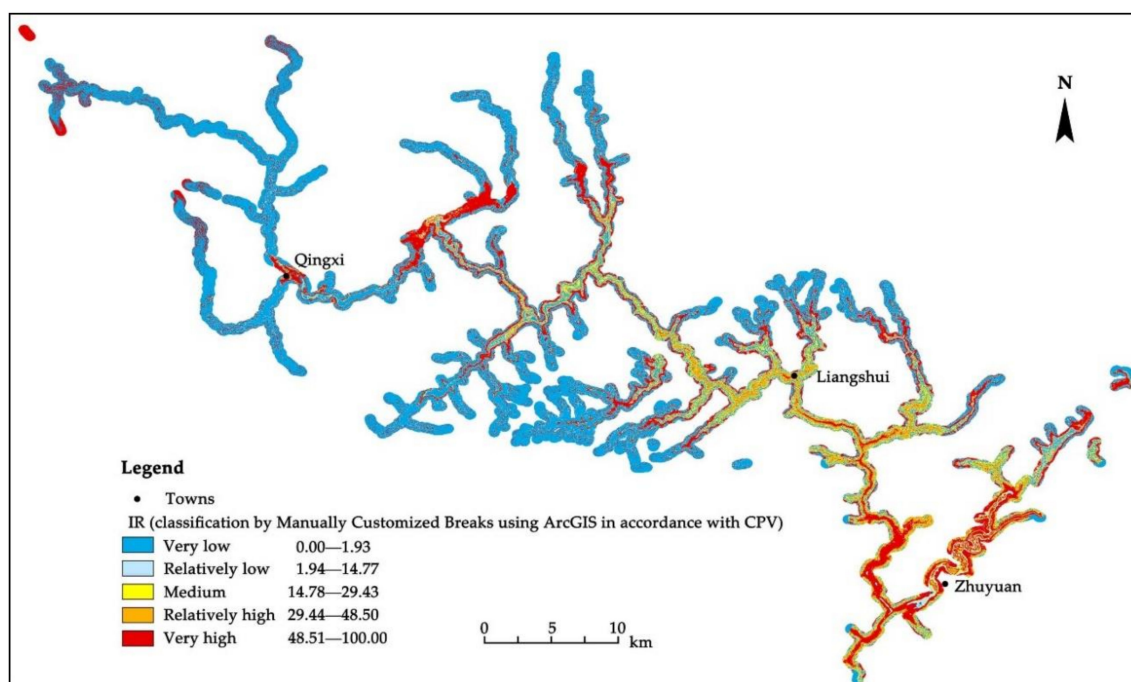 N
Qingxi
Liangshui
Zhuyuan
Legend
Towns
IR (classification by Manually Customized Breaks using ArcGIS in accordance with CPV)
Very low 0.00—1.93
Relatively low 1.94—14.77
Medium 14.78—29.43
Relatively high 29.44—48.50
Very high 48.51—100.00
0 5 10
km